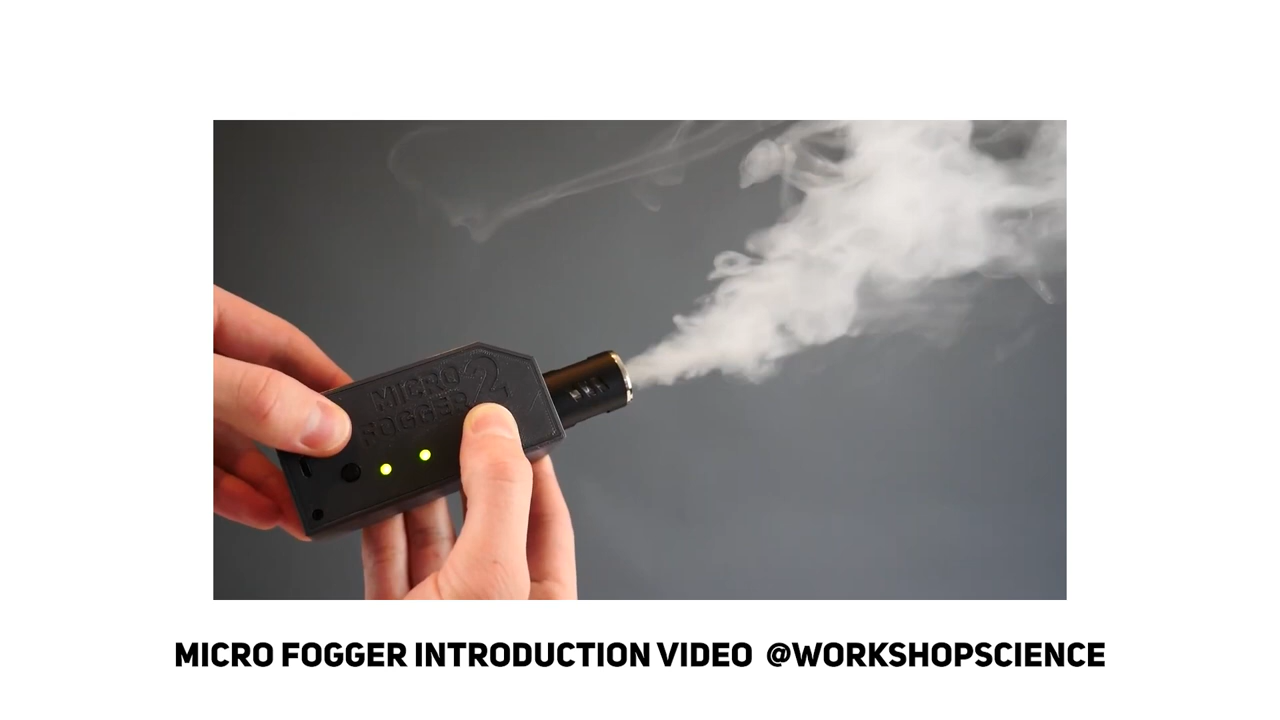 MICRO
FOGGER 2
MICRO FOGGER INTRODUCTION VIDEO @WORKSHOPSCIENCE